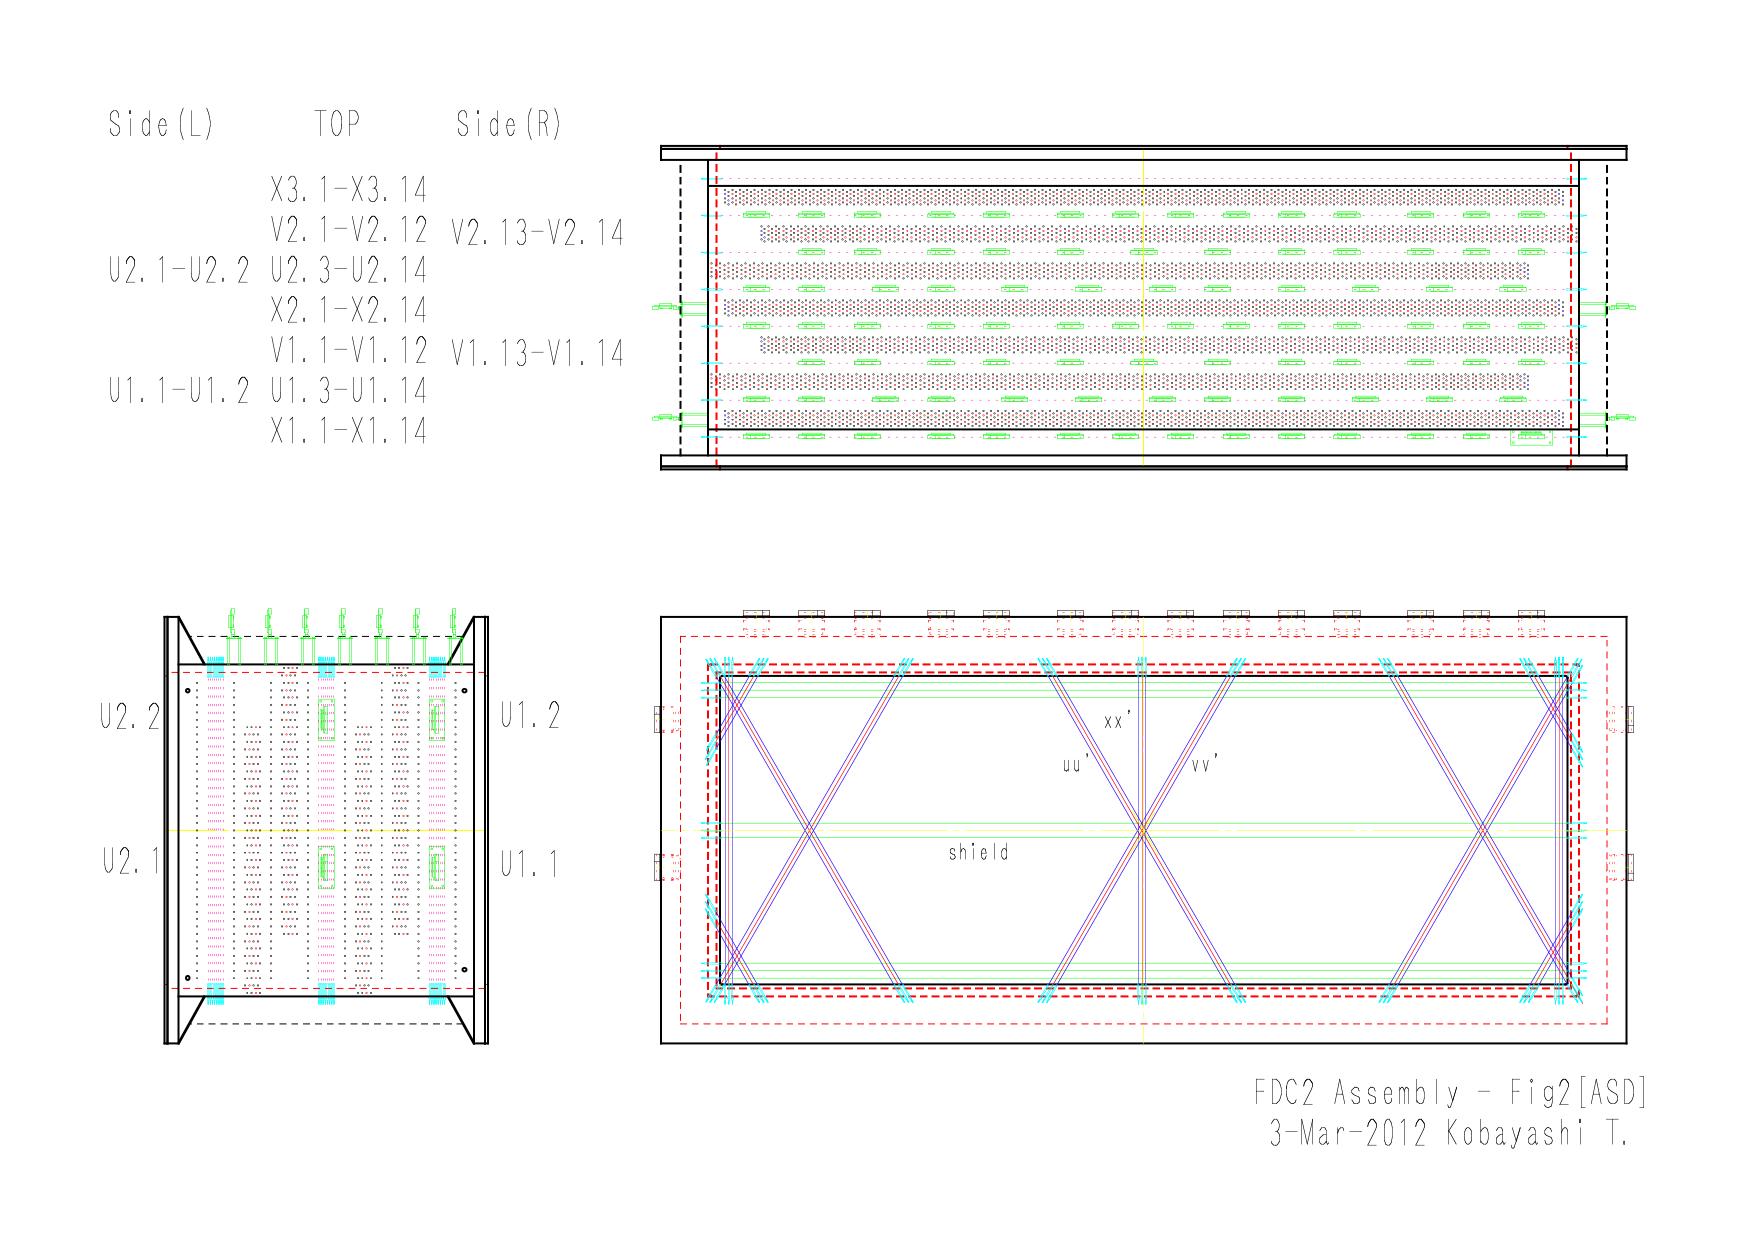 Side(L) TOP Side(R)
X3.1-X3.14
V2.1-V2.12 V2.13-V2.14
U2.1-U2.2 U2.3-U2.14
X2.1-X2.14
V1.1-V1.12 V1.13-V1.14
U1.1-U1.2 U1.3-U1.14
X1.1-X1.14
U2.2
U1.2
U2.1
U1.1
xx'
uu'
vv'
shield
FDC2 Assembly - Fig2[ASD]
3-Mar-2012 Kobayashi T.